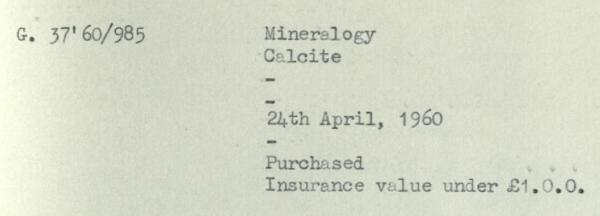 G. 37'60/985 Mineralogy
Calcite
-
-
24th April, 1960
-
Purchased
Insurance value under £1.0.0.